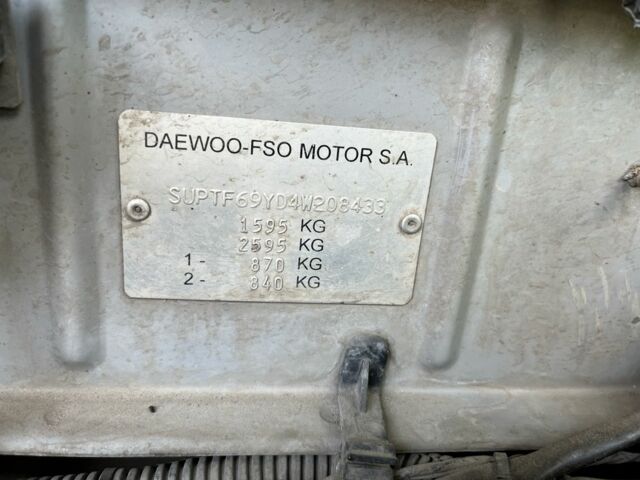 DAEWOO-FSO MOTOR S.A.
SUPTF69YD4W208433
1595 KG
2595 KG
1 - 870 KG
2 - 840 KG